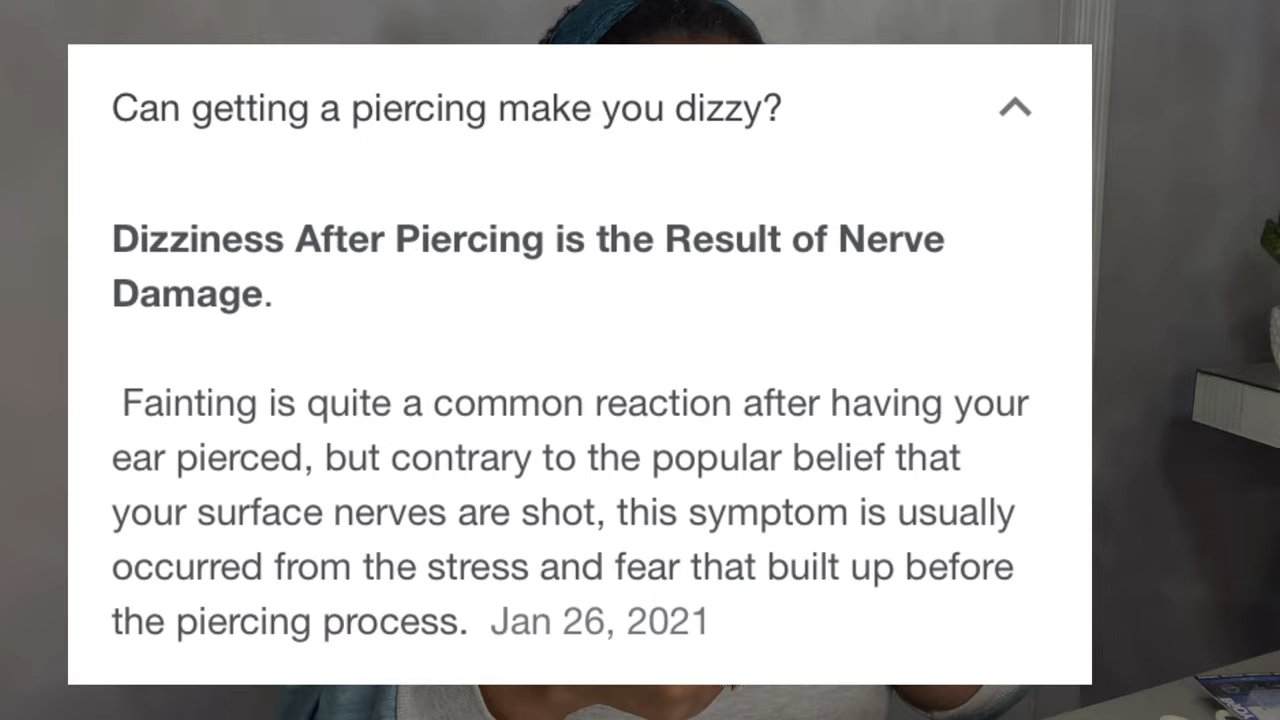 Can getting a piercing make you dizzy?
Dizziness After Piercing is the Result of Nerve
Damage.
Fainting is quite a common reaction after having your
ear pierced, but contrary to the popular belief that
your surface nerves are shot, this symptom is usually
occurred from the stress and fear that built up before
the piercing process. Jan 26, 2021